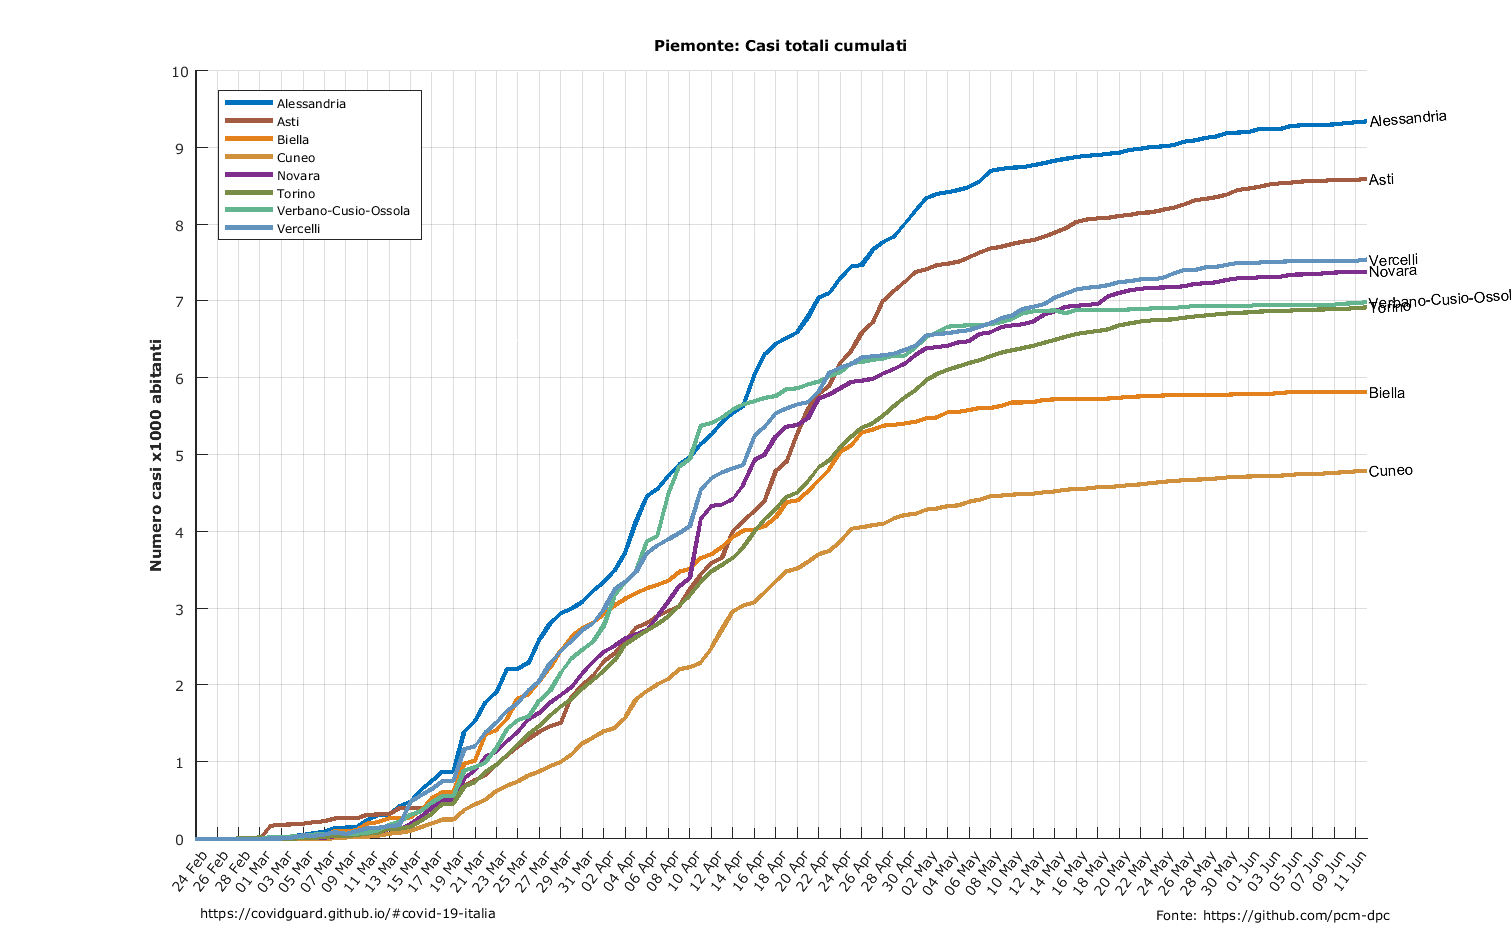 Piemonte: Casi totali cumulati
Numero casi x1000 abitanti
10
9
8
7
6
5
4
3
2
1
0
Alessandria
Asti
Biella
Cuneo
Novara
Torino
Verbano-Cusio-Ossola
Vercelli
Alessandria
Asti
Vercelli
Novara
Verbano-Cusio-Ossol
Torino
Biella
Cuneo
24 Feb
26 Feb
28 Feb
01 Mar
03 Mar
05 Mar
07 Mar
09 Mar
11 Mar
13 Mar
15 Mar
17 Mar
19 Mar
21 Mar
23 Mar
25 Mar
27 Mar
29 Mar
31 Mar
02 Apr
04 Apr
06 Apr
08 Apr
10 Apr
12 Apr
14 Apr
16 Apr
18 Apr
20 Apr
22 Apr
24 Apr
26 Apr
28 Apr
30 Apr
02 May
04 May
06 May
08 May
10 May
12 May
14 May
16 May
18 May
20 May
22 May
24 May
26 May
28 May
30 May
01 Jun
03 Jun
05 Jun
07 Jun
09 Jun
11 Jun
https://covidguard.github.io/#covid-19-italia
Fonte: https://github.com/pcm-dpc